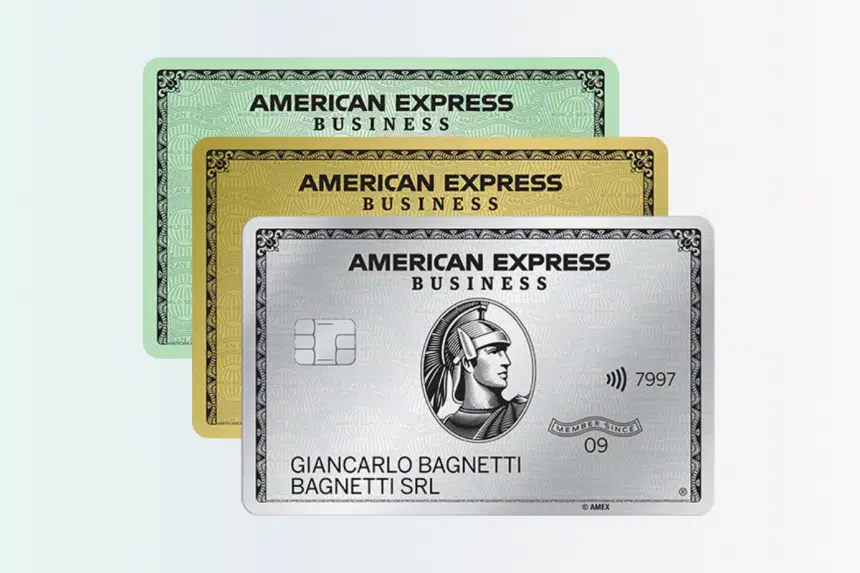 AMERICAN EXPRESS
BUSINESS
AMERICAN EXPRESS
BUSINESS
AMERICAN EXPRESS
BUSINESS
7997
MEMBER SINCE
09
GIANCARLO BAGNETTI
BAGNETTI SRL
®
© AMEX